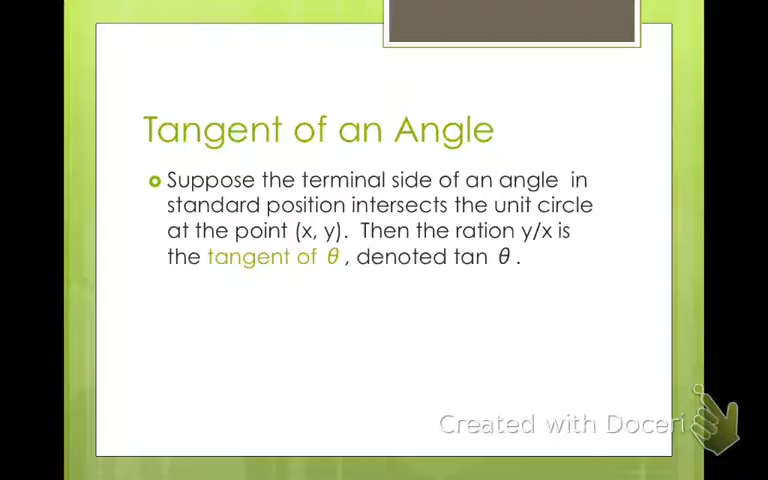 Tangent of an Angle
Suppose the terminal side of an angle in
standard position intersects the unit circle
at the point (x, y). Then the ration y/x is
the tangent of θ, denoted tan θ.
Created with Doceri